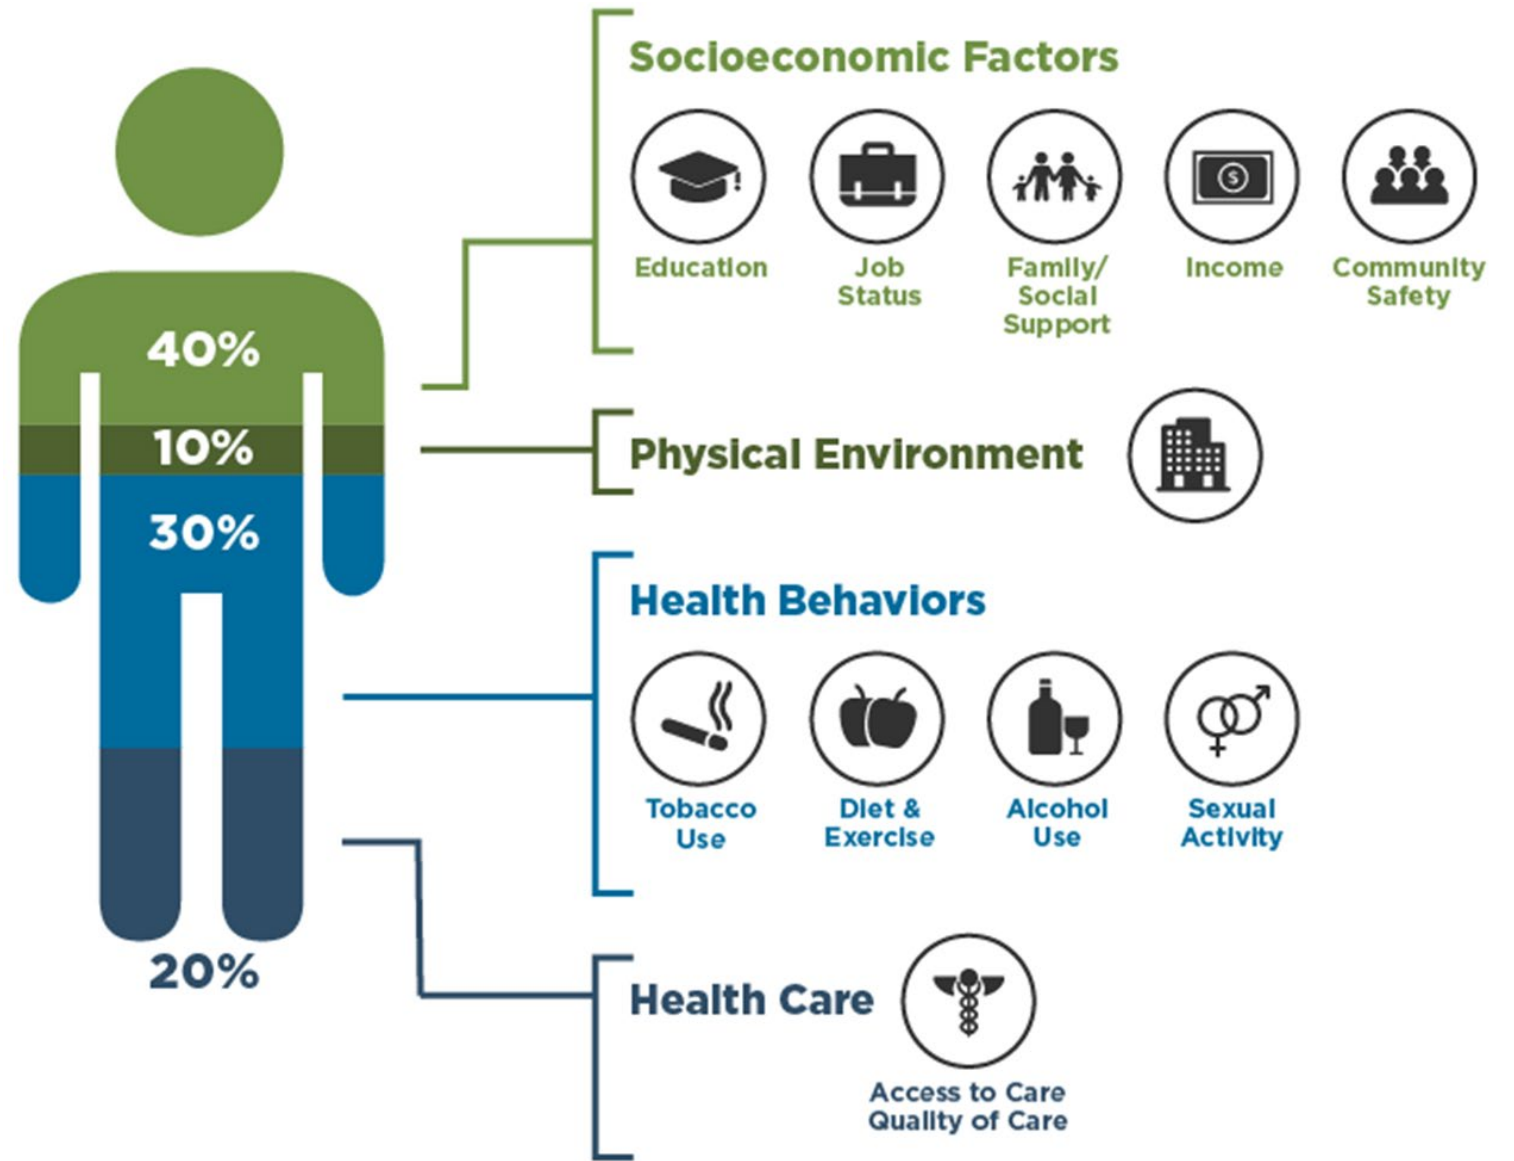 Socioeconomic Factors
Education
Job
Status
Family/
Social
Support
Income
Community
Safety
40%
10%
Physical Environment
30%
Health Behaviors
Tobacco
Use
Diet &
Exercise
Alcohol
Use
Sexual
Activity
20%
Health Care
Access to Care
Quality of Care
$